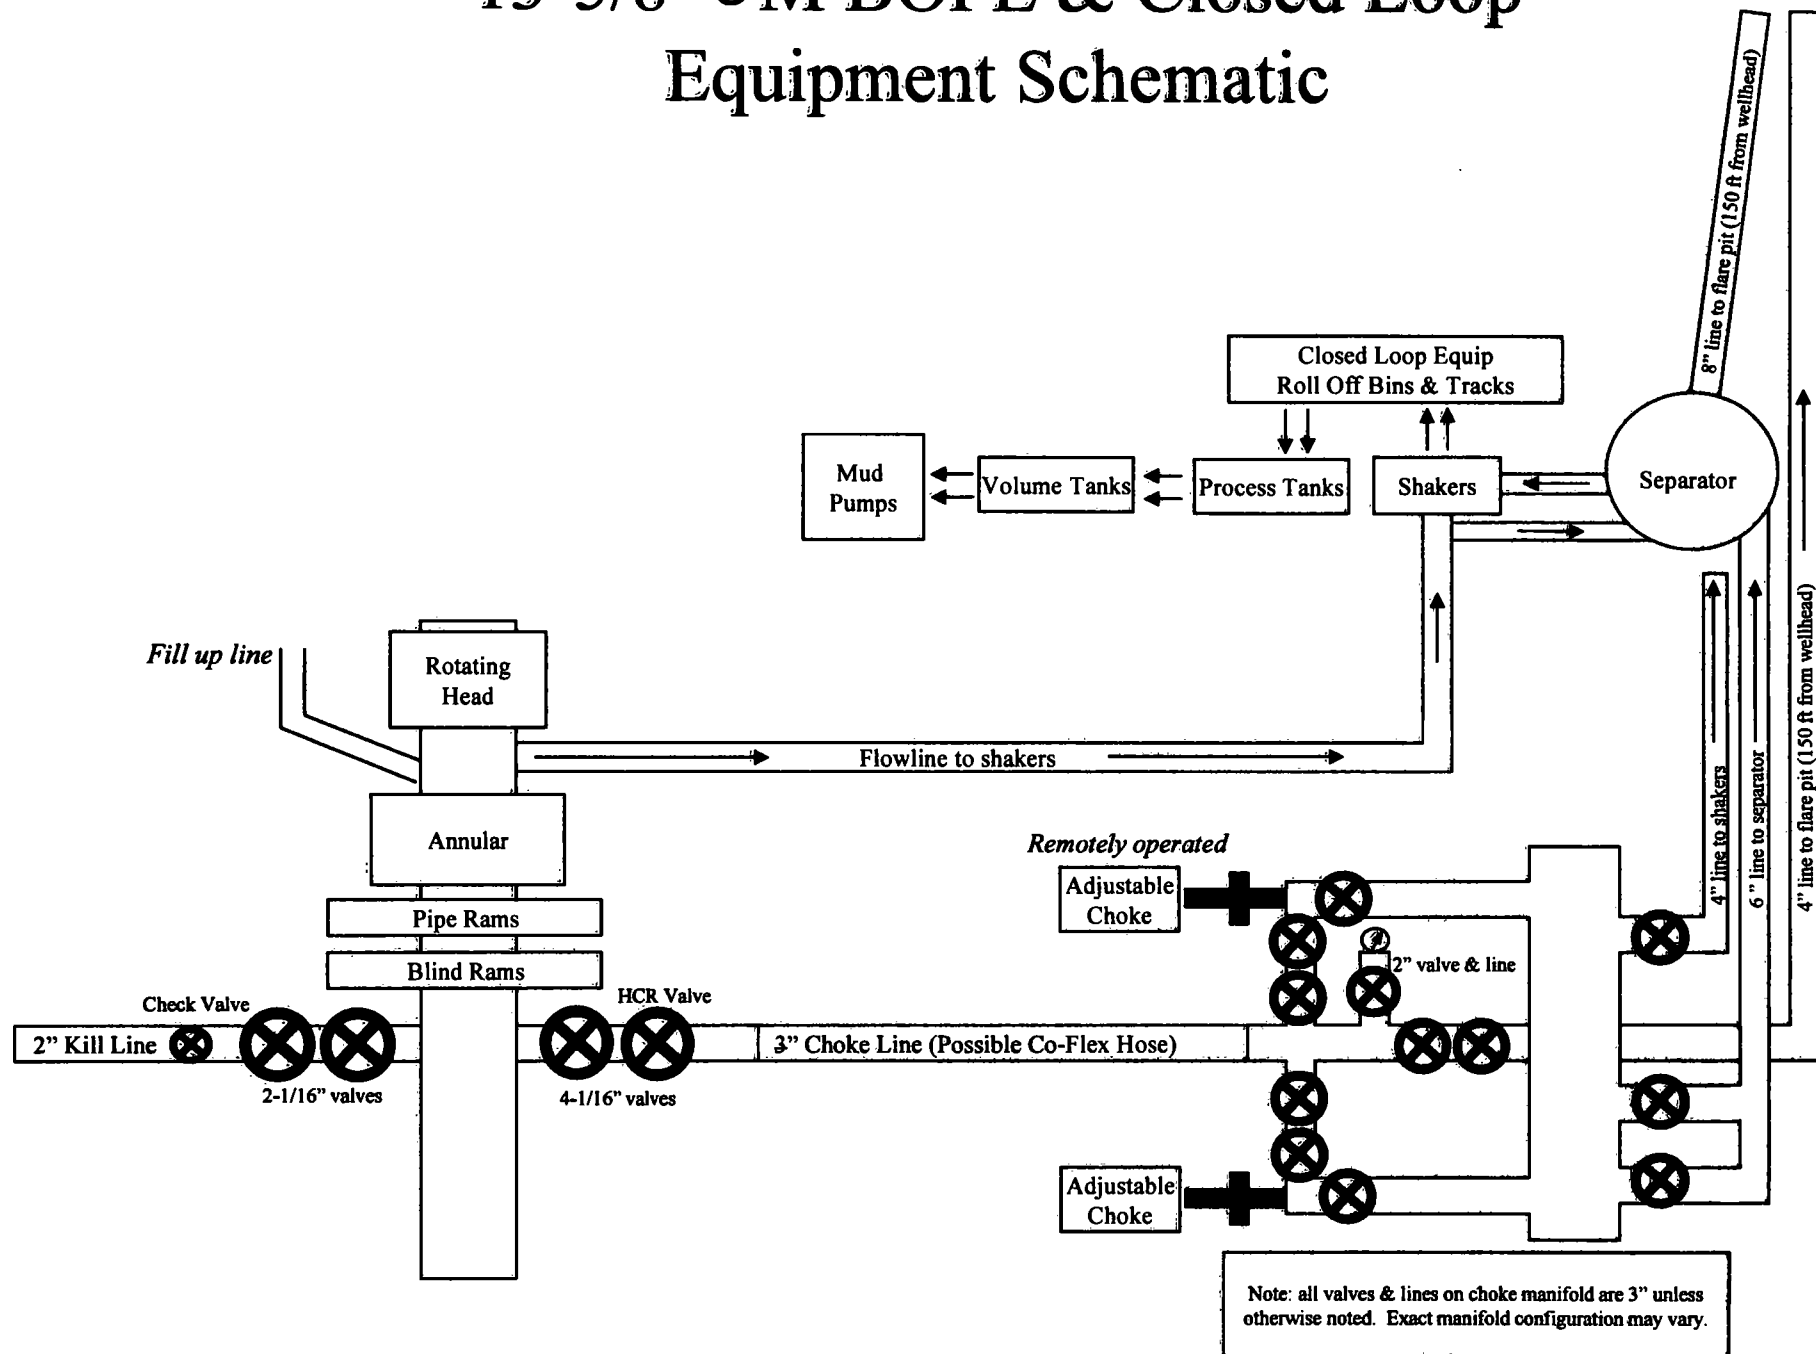 BOPE & Closed Loop
Equipment Schematic
8" line to flare pit (150 ft from wellhead)
Closed Loop Equip
Roll Off Bins & Tracks
Mud
Pumps
Volume Tanks
Process Tanks
Shakers
Separator
Fill up line
Rotating
Head
Flowline to shakers
Annular
Pipe Rams
Blind Rams
Remotely operated
Adjustable
Choke
2" valve & line
4" line to shakers
6" line to separator
4" line to flare pit (150 ft from wellhead)
Check Valve
HCR Valve
2" Kill Line
3" Choke Line (Possible Co-Flex Hose)
2-1/16" valves
4-1/16" valves
Adjustable
Choke
Note: all valves & lines on choke manifold are 3" unless
otherwise noted. Exact manifold configuration may vary.